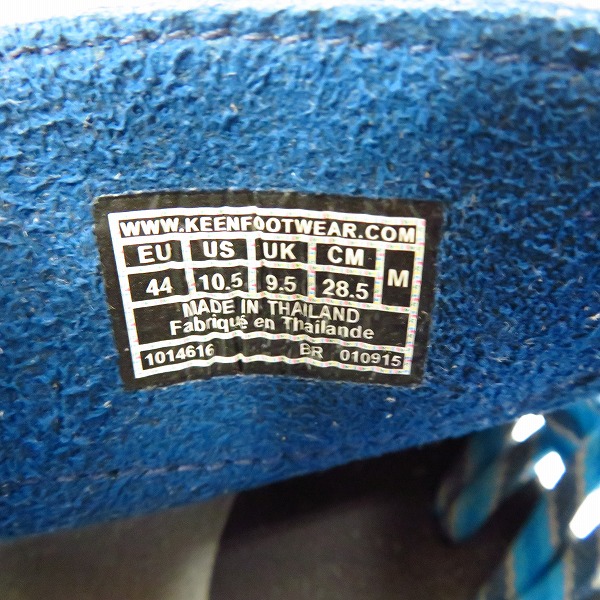 WWW.KEENFOOTWEAR.COM
EU US UK CM M
44 10.5 9.5 28.5
MADE IN THAILAND
Fabriqué en Thaïlande
1014616 BR 010915